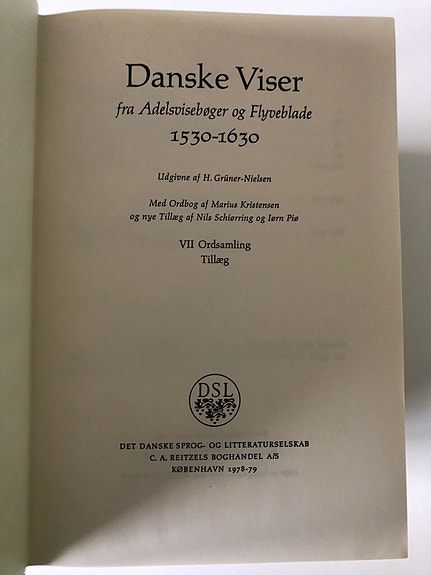 Danske Viser
fra Adelsvisebøger og Flyveblade
1530-1630
Udgivne af H. Grüner-Nielsen
Med Ordbog af Marius Kristensen
og nye Tillæg af Nils Schiørring og Iørn Piø
VII Ordsamling
Tillæg
DSL
DET DANSKE SPROG- OG LITTERATURSELSKAB
C. A. REITZELS BOGHANDEL A/S
KØBENHAVN 1978-79